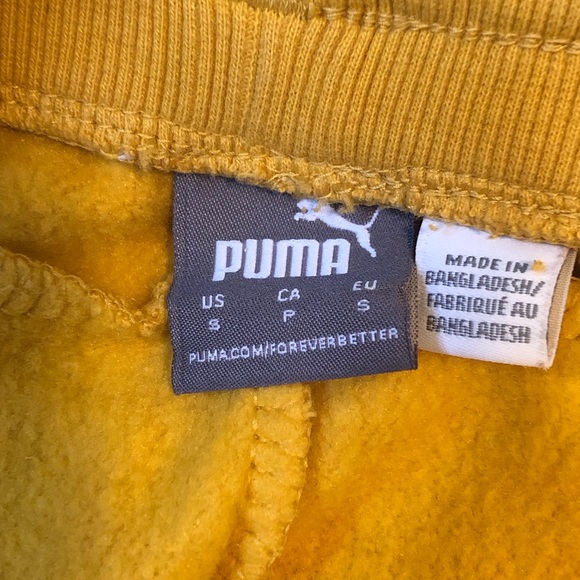 PUMA
US CA EU
S P S
PUMA.COM/FOREVERBETTER
MADE IN
BANGLADESH/
FABRIQUÉ AU
BANGLADESH